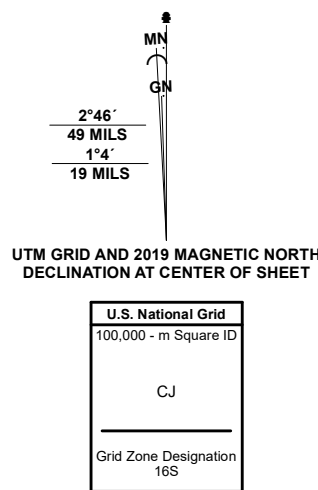 MN
GN
2°46´
49 MILS
1°4´
19 MILS
UTM GRID AND 2019 MAGNETIC NORTH
DECLINATION AT CENTER OF SHEET
U.S. National Grid
100,000 - m Square ID
CJ
Grid Zone Designation
16S